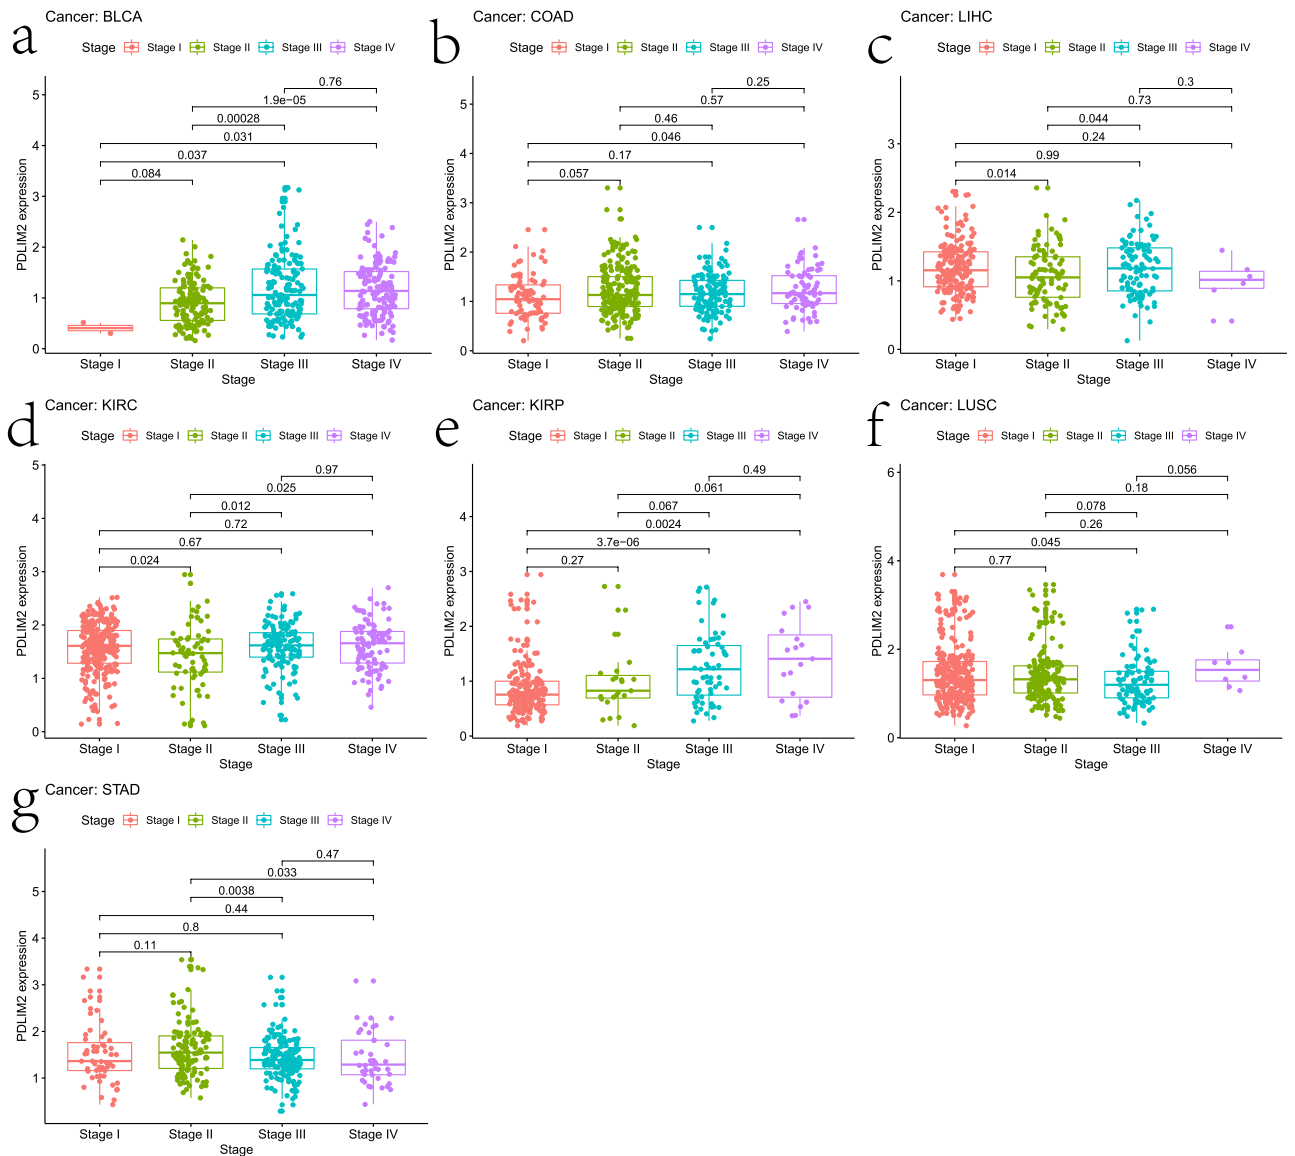 a
Cancer: BLCA
Stage Stage I Stage II Stage III Stage IV
PDLIM2 expression
5
4
3
2
1
0
0.76
1.9e−05
0.00028
0.031
0.037
0.084
Stage I Stage II Stage III Stage IV
Stage
b
Cancer: COAD
Stage Stage I Stage II Stage III Stage IV
PDLIM2 expression
5
4
3
2
1
0
0.25
0.57
0.46
0.046
0.17
0.057
Stage I Stage II Stage III Stage IV
Stage
c
Cancer: LIHC
Stage Stage I Stage II Stage III Stage IV
PDLIM2 expression
3
2
1
0
0.3
0.73
0.044
0.24
0.99
0.014
Stage I Stage II Stage III Stage IV
Stage
d
Cancer: KIRC
Stage Stage I Stage II Stage III Stage IV
PDLIM2 expression
5
4
3
2
1
0
0.97
0.025
0.012
0.72
0.67
0.024
Stage I Stage II Stage III Stage IV
Stage
e
Cancer: KIRP
Stage Stage I Stage II Stage III Stage IV
PDLIM2 expression
4
3
2
1
0
0.49
0.061
0.067
0.0024
3.7e−06
0.27
Stage I Stage II Stage III Stage IV
Stage
f
Cancer: LUSC
Stage Stage I Stage II Stage III Stage IV
PDLIM2 expression
6
4
2
0
0.056
0.18
0.078
0.26
0.045
0.77
Stage I Stage II Stage III Stage IV
Stage
g
Cancer: STAD
Stage Stage I Stage II Stage III Stage IV
PDLIM2 expression
5
4
3
2
1
0.47
0.033
0.0038
0.44
0.8
0.11
Stage I Stage II Stage III Stage IV
Stage